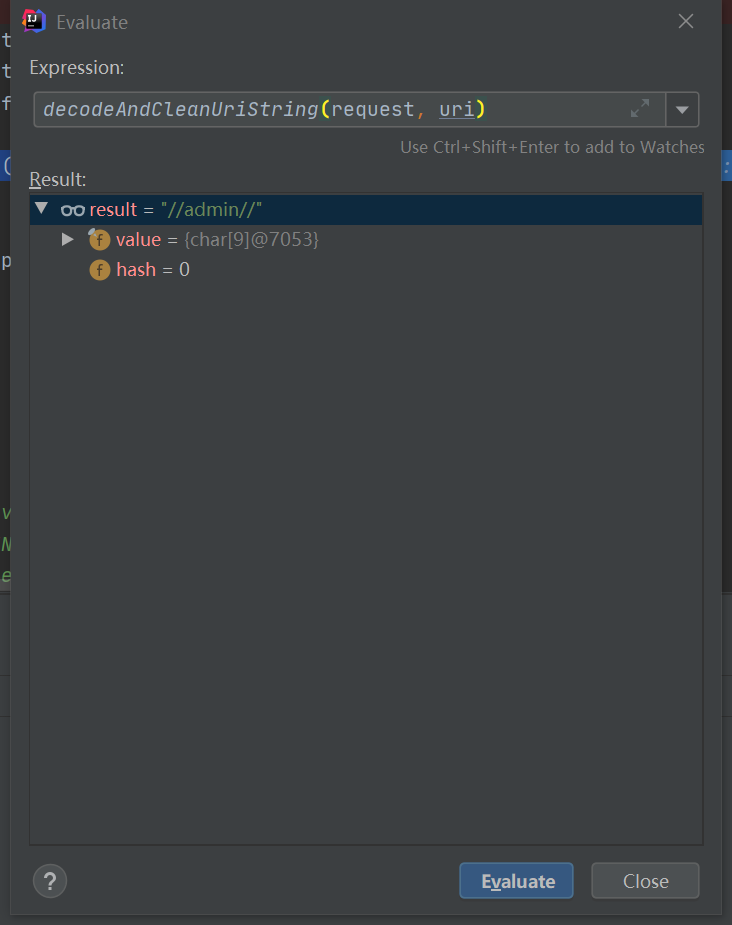 Evaluate
t
Expression:
t
f
decodeAndCleanUriString(request, uri)
Use Ctrl+Shift+Enter to add to Watches
(
:
Result:
result = "//admin//"
value = {char[9]@7053}
p
hash = 0
v
N
e
?
Evaluate
Close